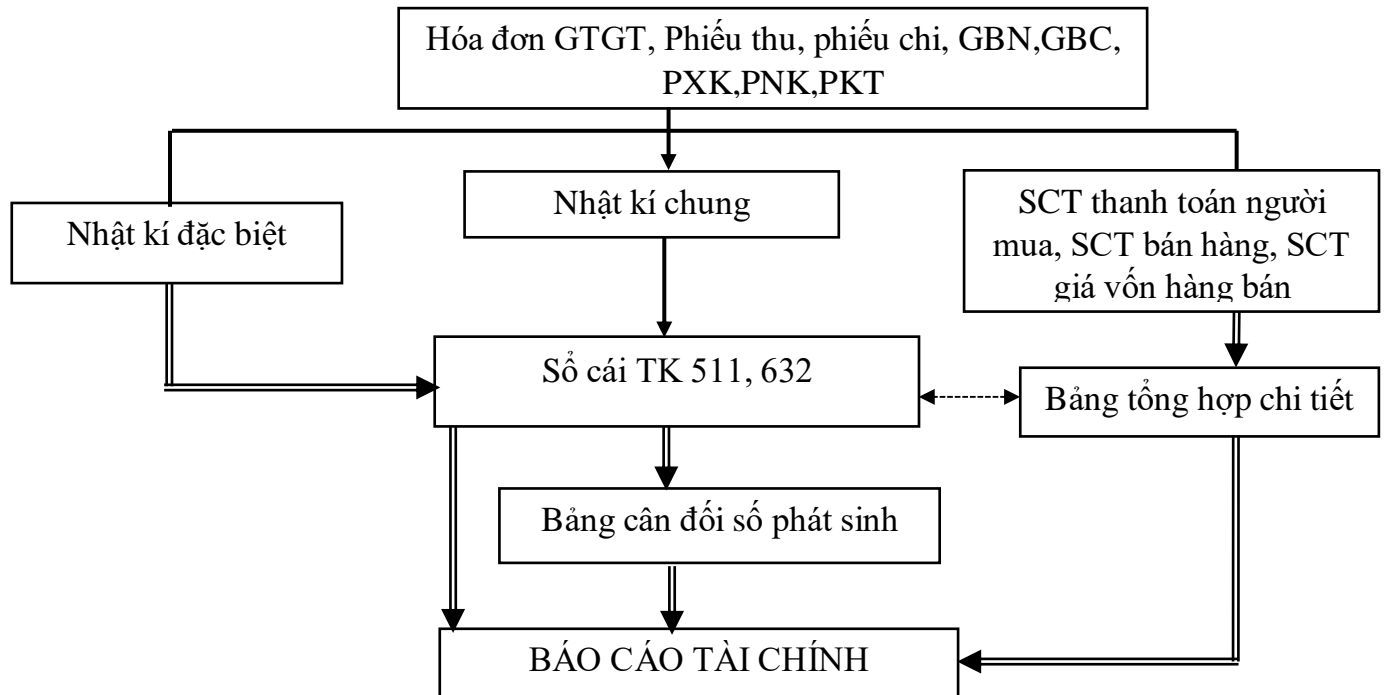 Hóa đơn GTGT, Phiếu thu, phiếu chi, GBN,GBC,
PXK,PNK,PKT
Nhật kí đặc biệt
Nhật kí chung
SCT thanh toán người
mua, SCT bán hàng, SCT
giá vốn hàng bán
Sổ cái TK 511, 632
Bảng tổng hợp chi tiết
Bảng cân đối số phát sinh
BÁO CÁO TÀI CHÍNH